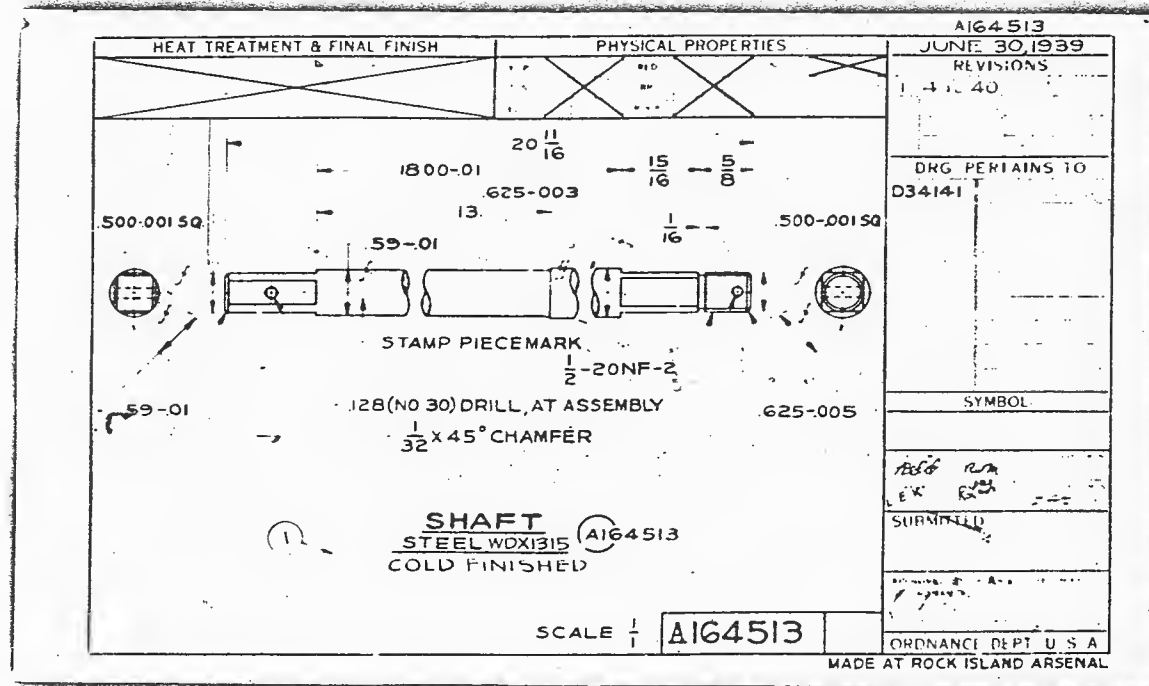 A164513
HEAT TREATMENT & FINAL FINISH
PHYSICAL PROPERTIES
JUNE 30,1939
REVISIONS
DRG PERTAINS TO
D34141
20 11/16
18 00-.01
15/16
5/8
.625-.003
13.
1/16
.500-.001 SQ.
.500-.001 SQ
.59-.01
STAMP PIECEMARK
1/2-20NF-2
.59-.01
.128(NO 30) DRILL, AT ASSEMBLY
.625-.005
1/32 X 45° CHAMFER
SYMBOL
SUBMITTED
1
SHAFT
STEEL WDX1315
A164513
COLD FINISHED
SCALE 1/1
A164513
ORDNANCE DEPT U S A
MADE AT ROCK ISLAND ARSENAL